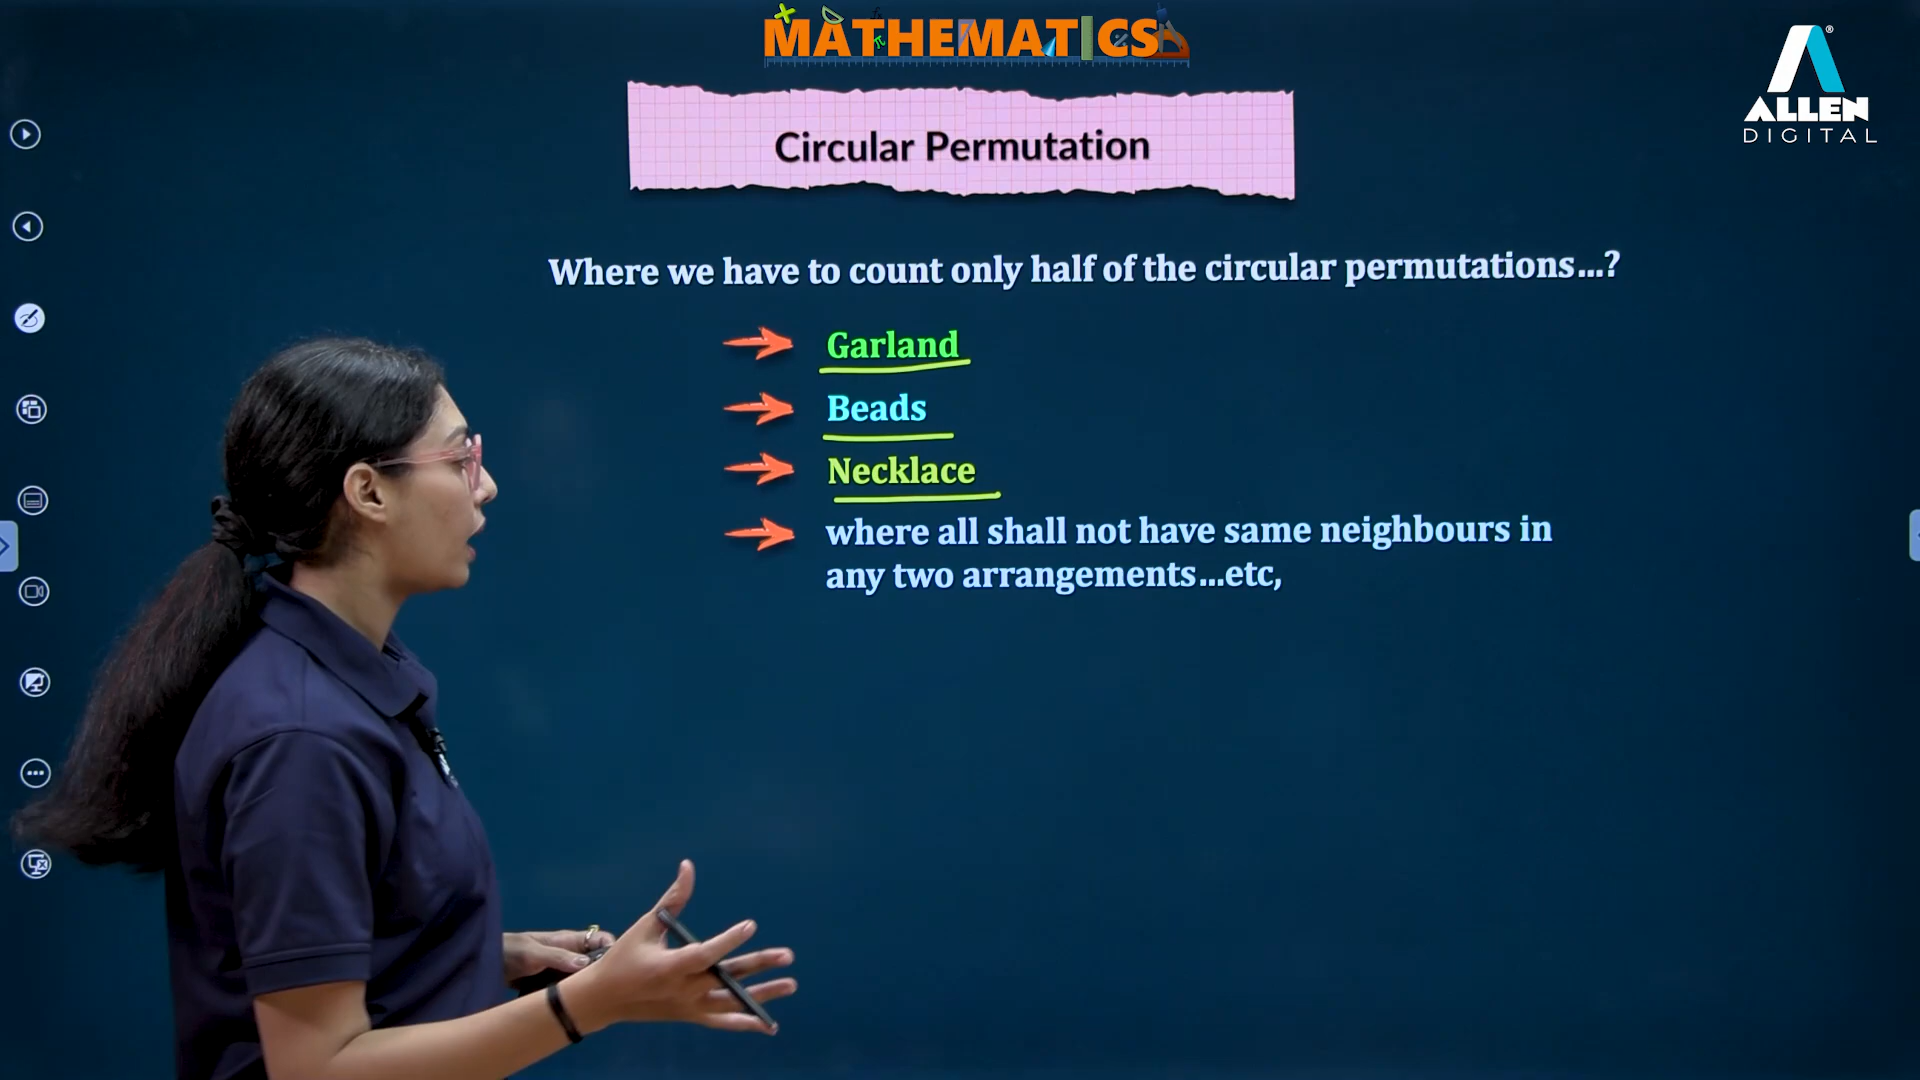 MATHEMATICS
ALLEN
DIGITAL
Circular Permutation
Where we have to count only half of the circular permutations...?
Garland
Beads
Necklace
where all shall not have same neighbours in
any two arrangements...etc,